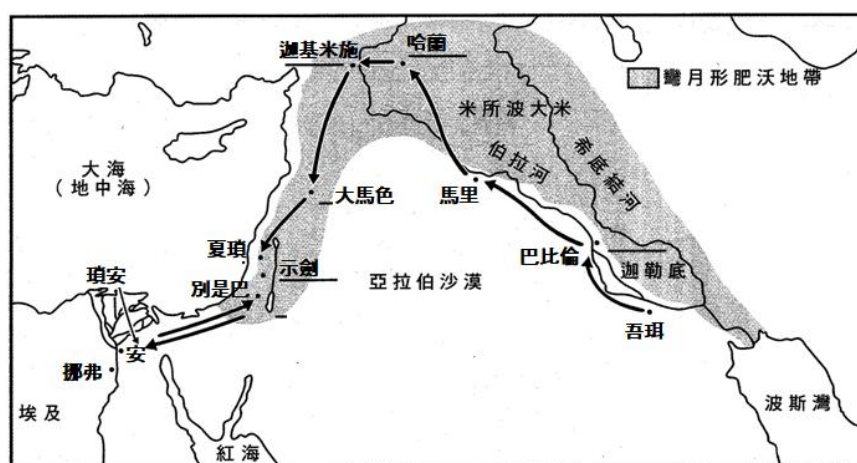 迦基米施
哈蘭
彎月形肥沃地帶
米所波大米
希底結河
伯拉河
大海
(地中海)
大馬色
馬里
夏瑣
示劍
巴比倫
迦勒底
別是巴
亞拉伯沙漠
瑣安
吾珥
安
挪弗
埃及
紅海
波斯灣